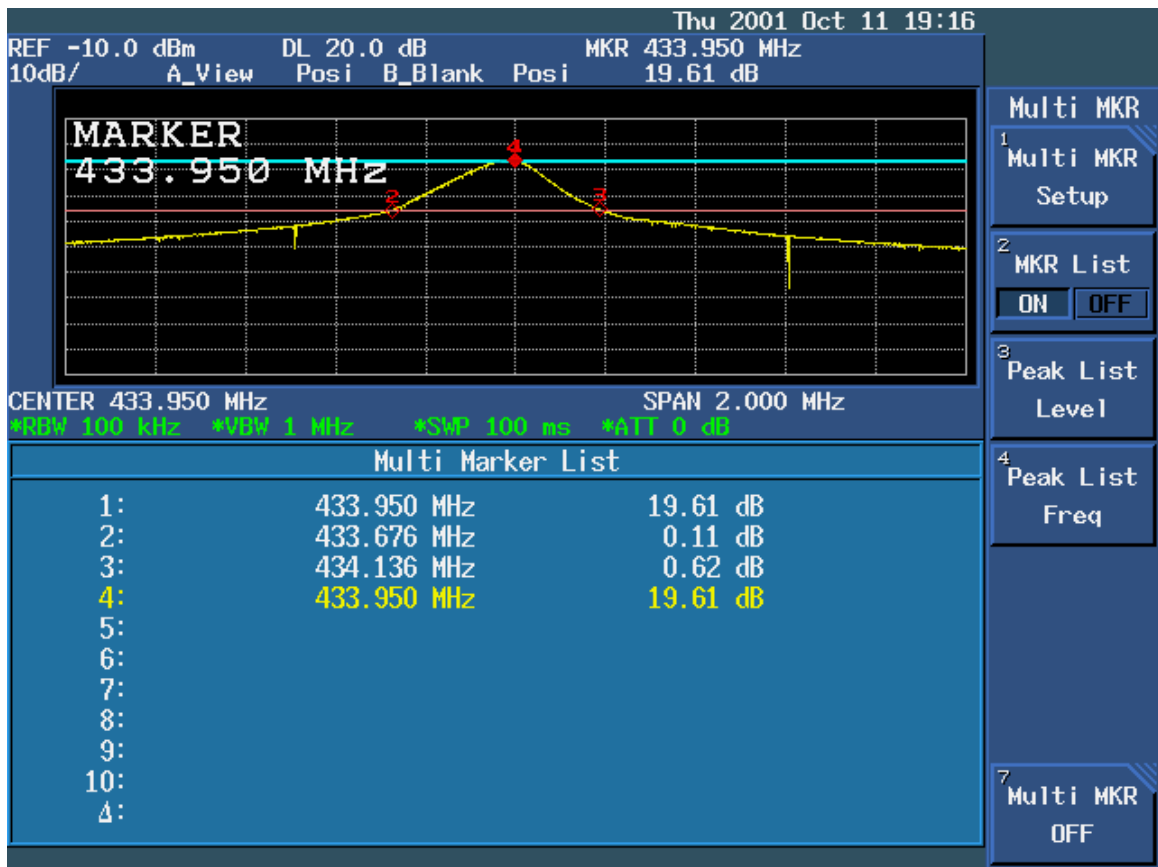 Thu 2001 Oct 11 19:16
REF -10.0 dBm DL 20.0 dB MKR 433.950 MHz
10dB/ A_View Posi B_Blank Posi 19.61 dB
MARKER
433.950 MHz
4
2
3
CENTER 433.950 MHz SPAN 2.000 MHz
*RBW 100 kHz *VBW 1 MHz *SWP 100 ms *ATT 0 dB
Multi Marker List
1: 433.950 MHz 19.61 dB
2: 433.676 MHz 0.11 dB
3: 434.136 MHz 0.62 dB
4: 433.950 MHz 19.61 dB
5:
6:
7:
8:
9:
10:
Δ:
Multi MKR
1
Multi MKR
Setup
2
MKR List
ON OFF
3
Peak List
Level
4
Peak List
Freq
7
Multi MKR
OFF